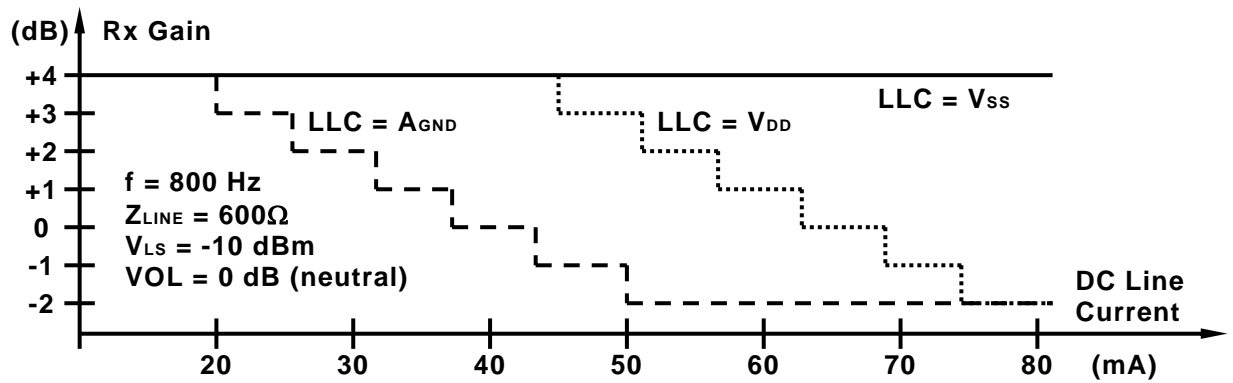 (dB) Rx Gain
+4
LLC = VSS
+3
LLC = AGND
LLC = VDD
+2
+1
f = 800 Hz
ZLINE = 600Ω
0
VLS = -10 dBm
-1
VOL = 0 dB (neutral)
DC Line
Current
-2
20 30 40 50 60 70 80 (mA)